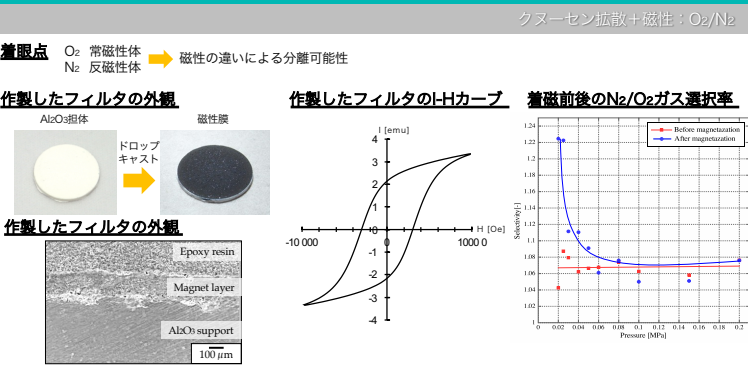 クヌーセン拡散＋磁性：O2/N2
着眼点
O2 常磁性体
N2 反磁性体
磁性の違いによる分離可能性
作製したフィルタの外観
Al2O3担体
磁性膜
ドロップ
キャスト
作製したフィルタの外観
Epoxy resin
Magnet layer
Al2O3 support
100 μm
作製したフィルタのI-Hカーブ
I [emu]
4
3
2
1
0
-1
-2
-3
-4
-10 000
0
10000 0
H [Oe]
着磁前後のN2/O2ガス選択率
Before magnetazation
After magnetazation
Selectivity[-]
1.24
1.22
1.2
1.18
1.16
1.14
1.12
1.1
1.08
1.06
1.04
1.02
1
0 0.02 0.04 0.06 0.08 0.1 0.12 0.14 0.16 0.18 0.2
Pressure [MPa]